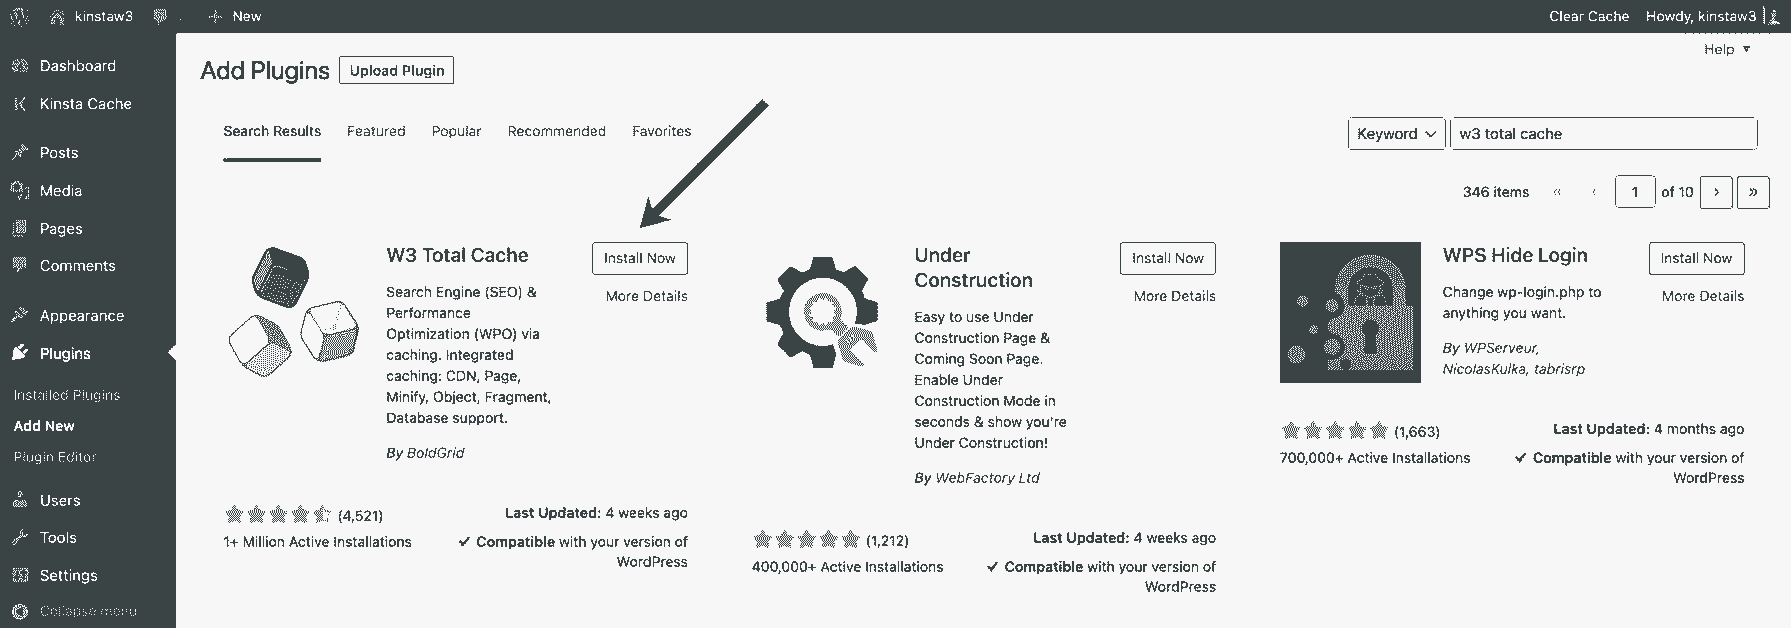 kinstaw3
New
Clear Cache
Howdy, kinstaw3
Help
Dashboard
Kinsta Cache
Posts
Media
Pages
Comments
Appearance
Plugins
Installed Plugins
Add New
Plugin Editor
Users
Tools
Settings
Collapse menu
Add Plugins
Upload Plugin
Search Results
Featured
Popular
Recommended
Favorites
Keyword
w3 total cache
346 items
«
‹
1
of 10
›
»
W3 Total Cache
Install Now
More Details
Search Engine (SEO) &
Performance
Optimization (WPO) via
caching. Integrated
caching: CDN, Page,
Minify, Object, Fragment,
Database support.
By BoldGrid
(4,521)
1+ Million Active Installations
Last Updated: 4 weeks ago
✔ Compatible with your version of
WordPress
Under
Construction
Install Now
More Details
Easy to use Under
Construction Page &
Coming Soon Page.
Enable Under
Construction Mode in
seconds & show you're
Under Construction!
By WebFactory Ltd
(1,212)
400,000+ Active Installations
Last Updated: 4 weeks ago
✔ Compatible with your version of
WordPress
WPS Hide Login
Install Now
More Details
Change wp-login.php to
anything you want.
By WPServeur,
NicolasKulka, tabrisrp
(1,663)
700,000+ Active Installations
Last Updated: 4 months ago
✔ Compatible with your version of
WordPress